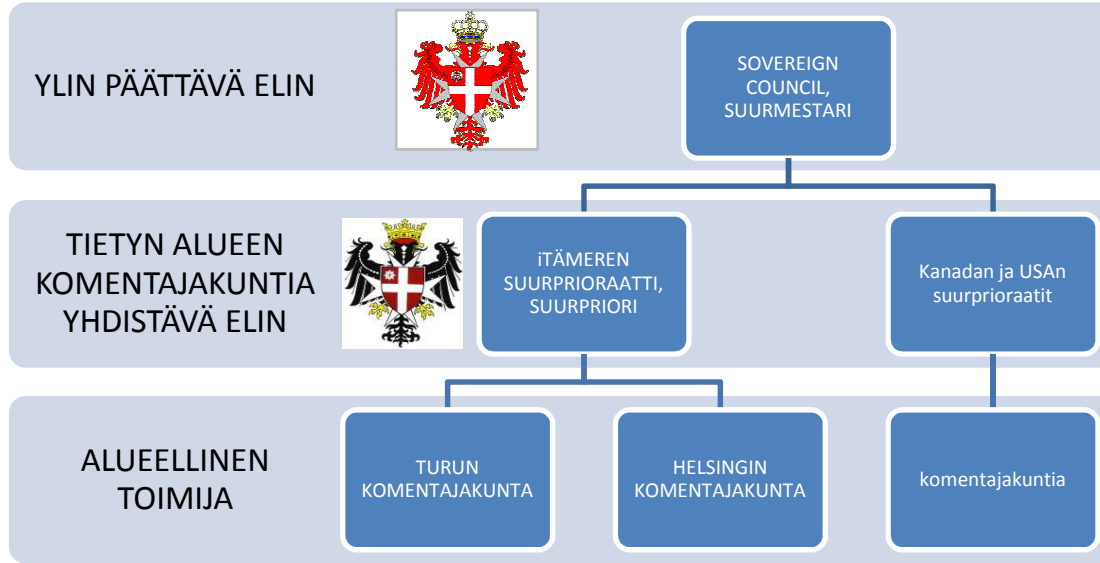 YLIN PÄÄTTÄVÄ ELIN
SOVEREIGN
COUNCIL,
SUURMESTARI
TIETYN ALUEEN
KOMENTAJAKUNTIA
YHDISTÄVÄ ELIN
iTÄMEREN
SUURPRIORAATTI,
SUURPRIORI
Kanadan ja USAn
suurprioraatit
ALUEELLINEN
TOIMIJA
TURUN
KOMENTAJAKUNTA
HELSINGIN
KOMENTAJAKUNTA
komentajakuntia